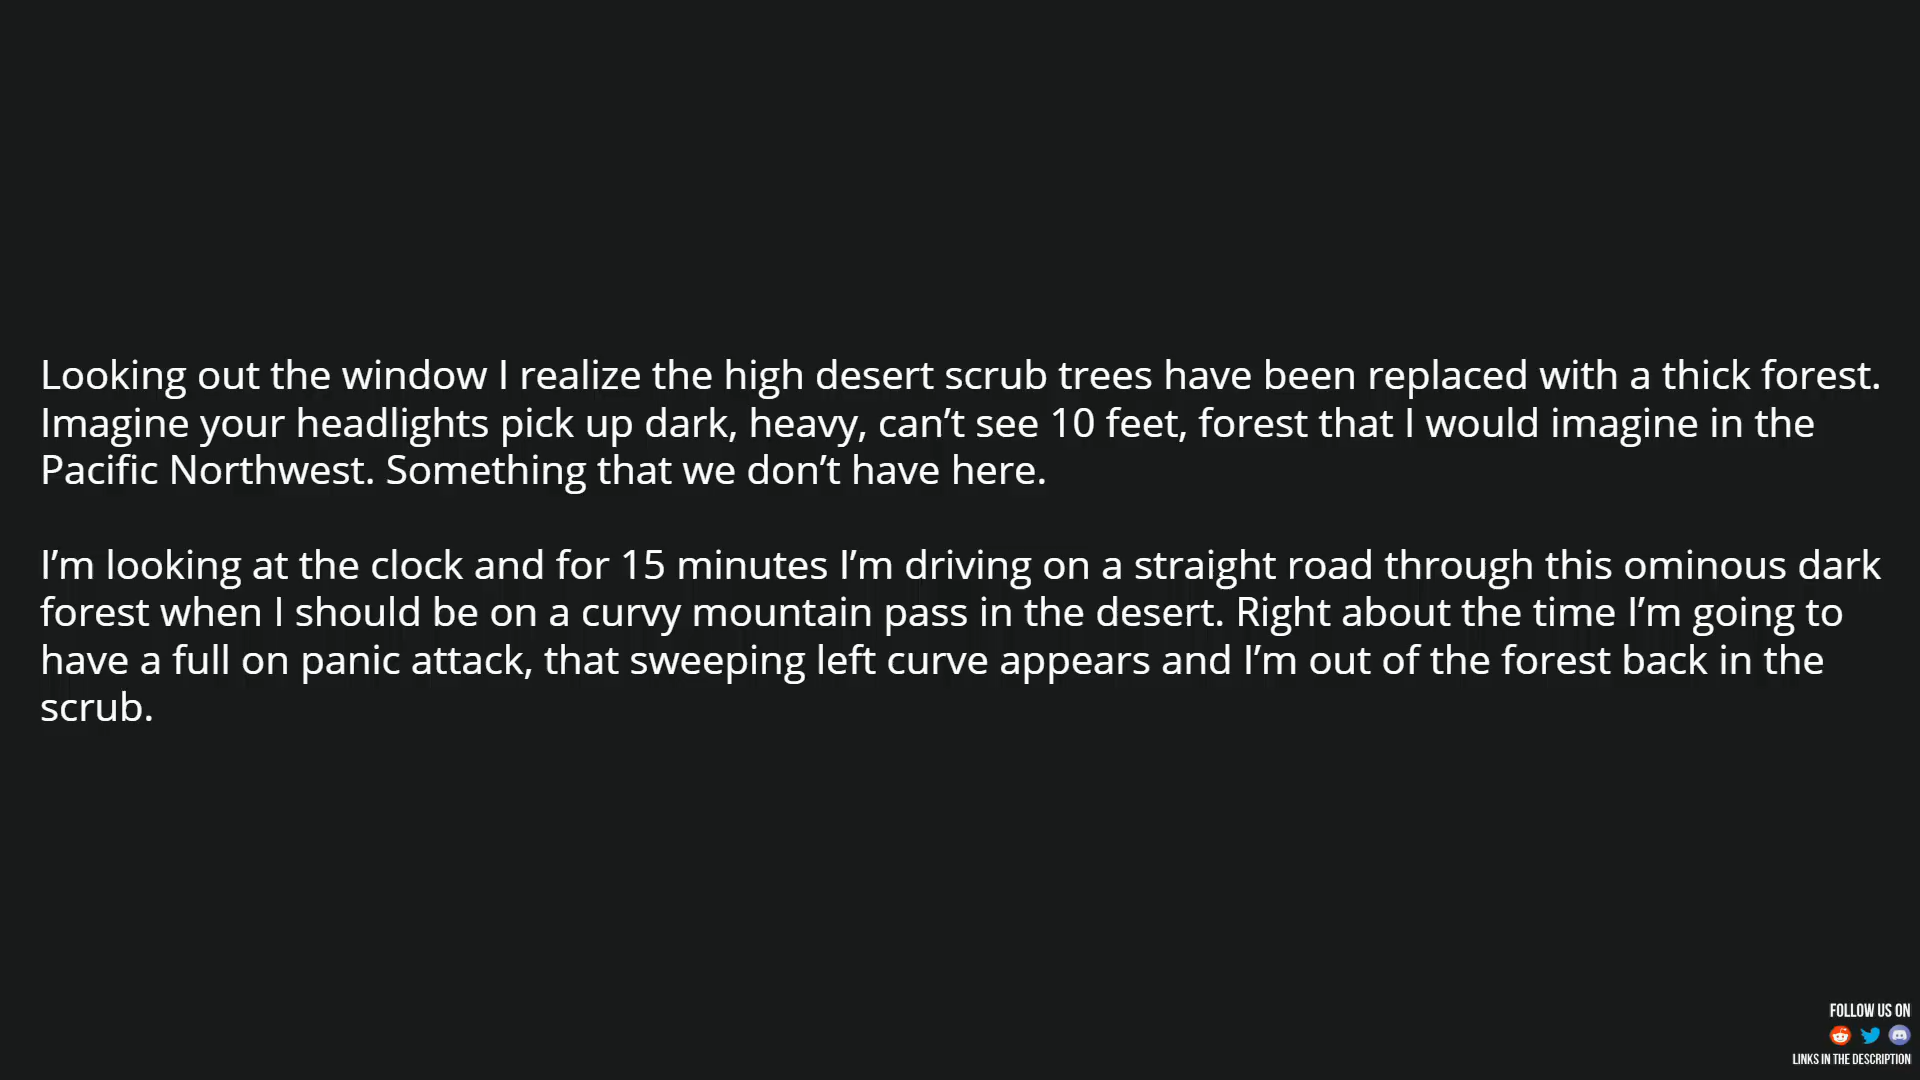 Looking out the window I realize the high desert scrub trees have been replaced with a thick forest.
Imagine your headlights pick up dark, heavy, can’t see 10 feet, forest that I would imagine in the
Pacific Northwest. Something that we don’t have here.
I’m looking at the clock and for 15 minutes I’m driving on a straight road through this ominous dark
forest when I should be on a curvy mountain pass in the desert. Right about the time I’m going to
have a full on panic attack, that sweeping left curve appears and I’m out of the forest back in the
scrub.
FOLLOW US ON
LINKS IN THE DESCRIPTION